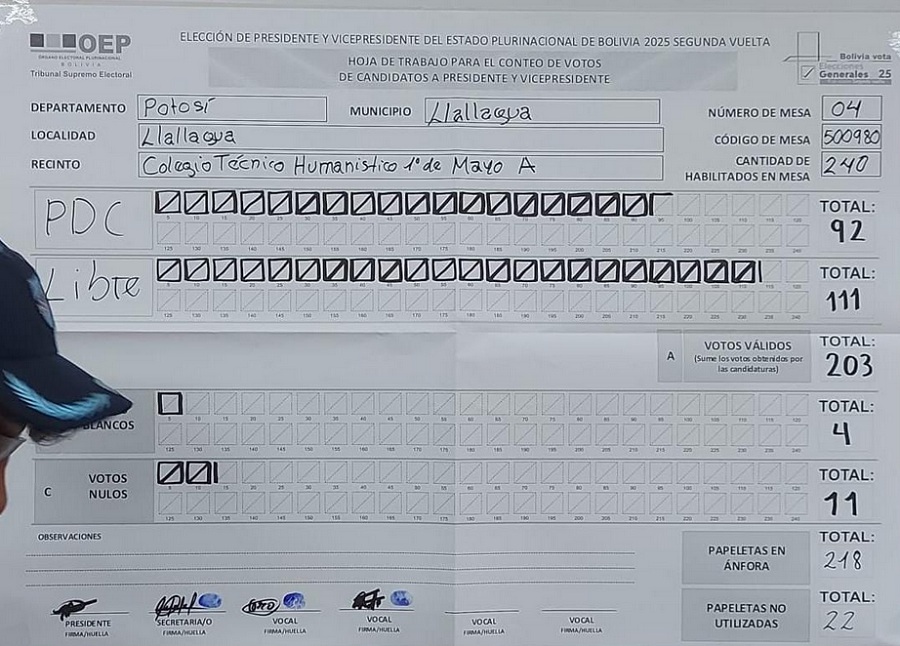 OEP
ÓRGANO ELECTORAL PLURINACIONAL
BOLIVIA
Tribunal Supremo Electoral
ELECCIÓN DE PRESIDENTE Y VICEPRESIDENTE DEL ESTADO PLURINACIONAL DE BOLIVIA 2025 SEGUNDA VUELTA
HOJA DE TRABAJO PARA EL CONTEO DE VOTOS
DE CANDIDATOS A PRESIDENTE Y VICEPRESIDENTE
Bolivia vota
Elecciones
Generales 25
DEPARTAMENTO Potosí MUNICIPIO Llallagua NÚMERO DE MESA 04
LOCALIDAD Llallagua CÓDIGO DE MESA 500980
RECINTO Colegio Técnico Humanístico 1º de Mayo A CANTIDAD DE HABILITADOS EN MESA 240
PDC TOTAL: 92
Libre TOTAL: 111
A VOTOS VÁLIDOS (Sume los votos obtenidos por las candidaturas) TOTAL: 203
BLANCOS TOTAL: 4
C VOTOS NULOS TOTAL: 11
OBSERVACIONES
PAPELETAS EN ÁNFORA TOTAL: 218
PAPELETAS NO UTILIZADAS TOTAL: 22
PRESIDENTE SECRETARIA/O VOCAL VOCAL VOCAL VOCAL
FIRMA/HUELLA FIRMA/HUELLA FIRMA/HUELLA FIRMA/HUELLA FIRMA/HUELLA FIRMA/HUELLA